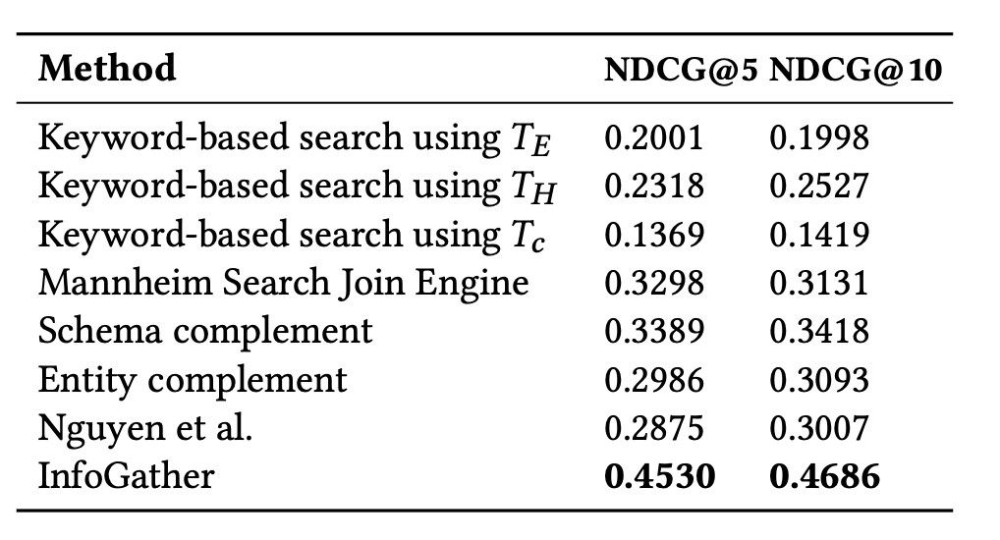 Method NDCG@5 NDCG@10
Keyword-based search using T_E 0.2001 0.1998
Keyword-based search using T_H 0.2318 0.2527
Keyword-based search using T_c 0.1369 0.1419
Mannheim Search Join Engine 0.3298 0.3131
Schema complement 0.3389 0.3418
Entity complement 0.2986 0.3093
Nguyen et al. 0.2875 0.3007
InfoGather 0.4530 0.4686